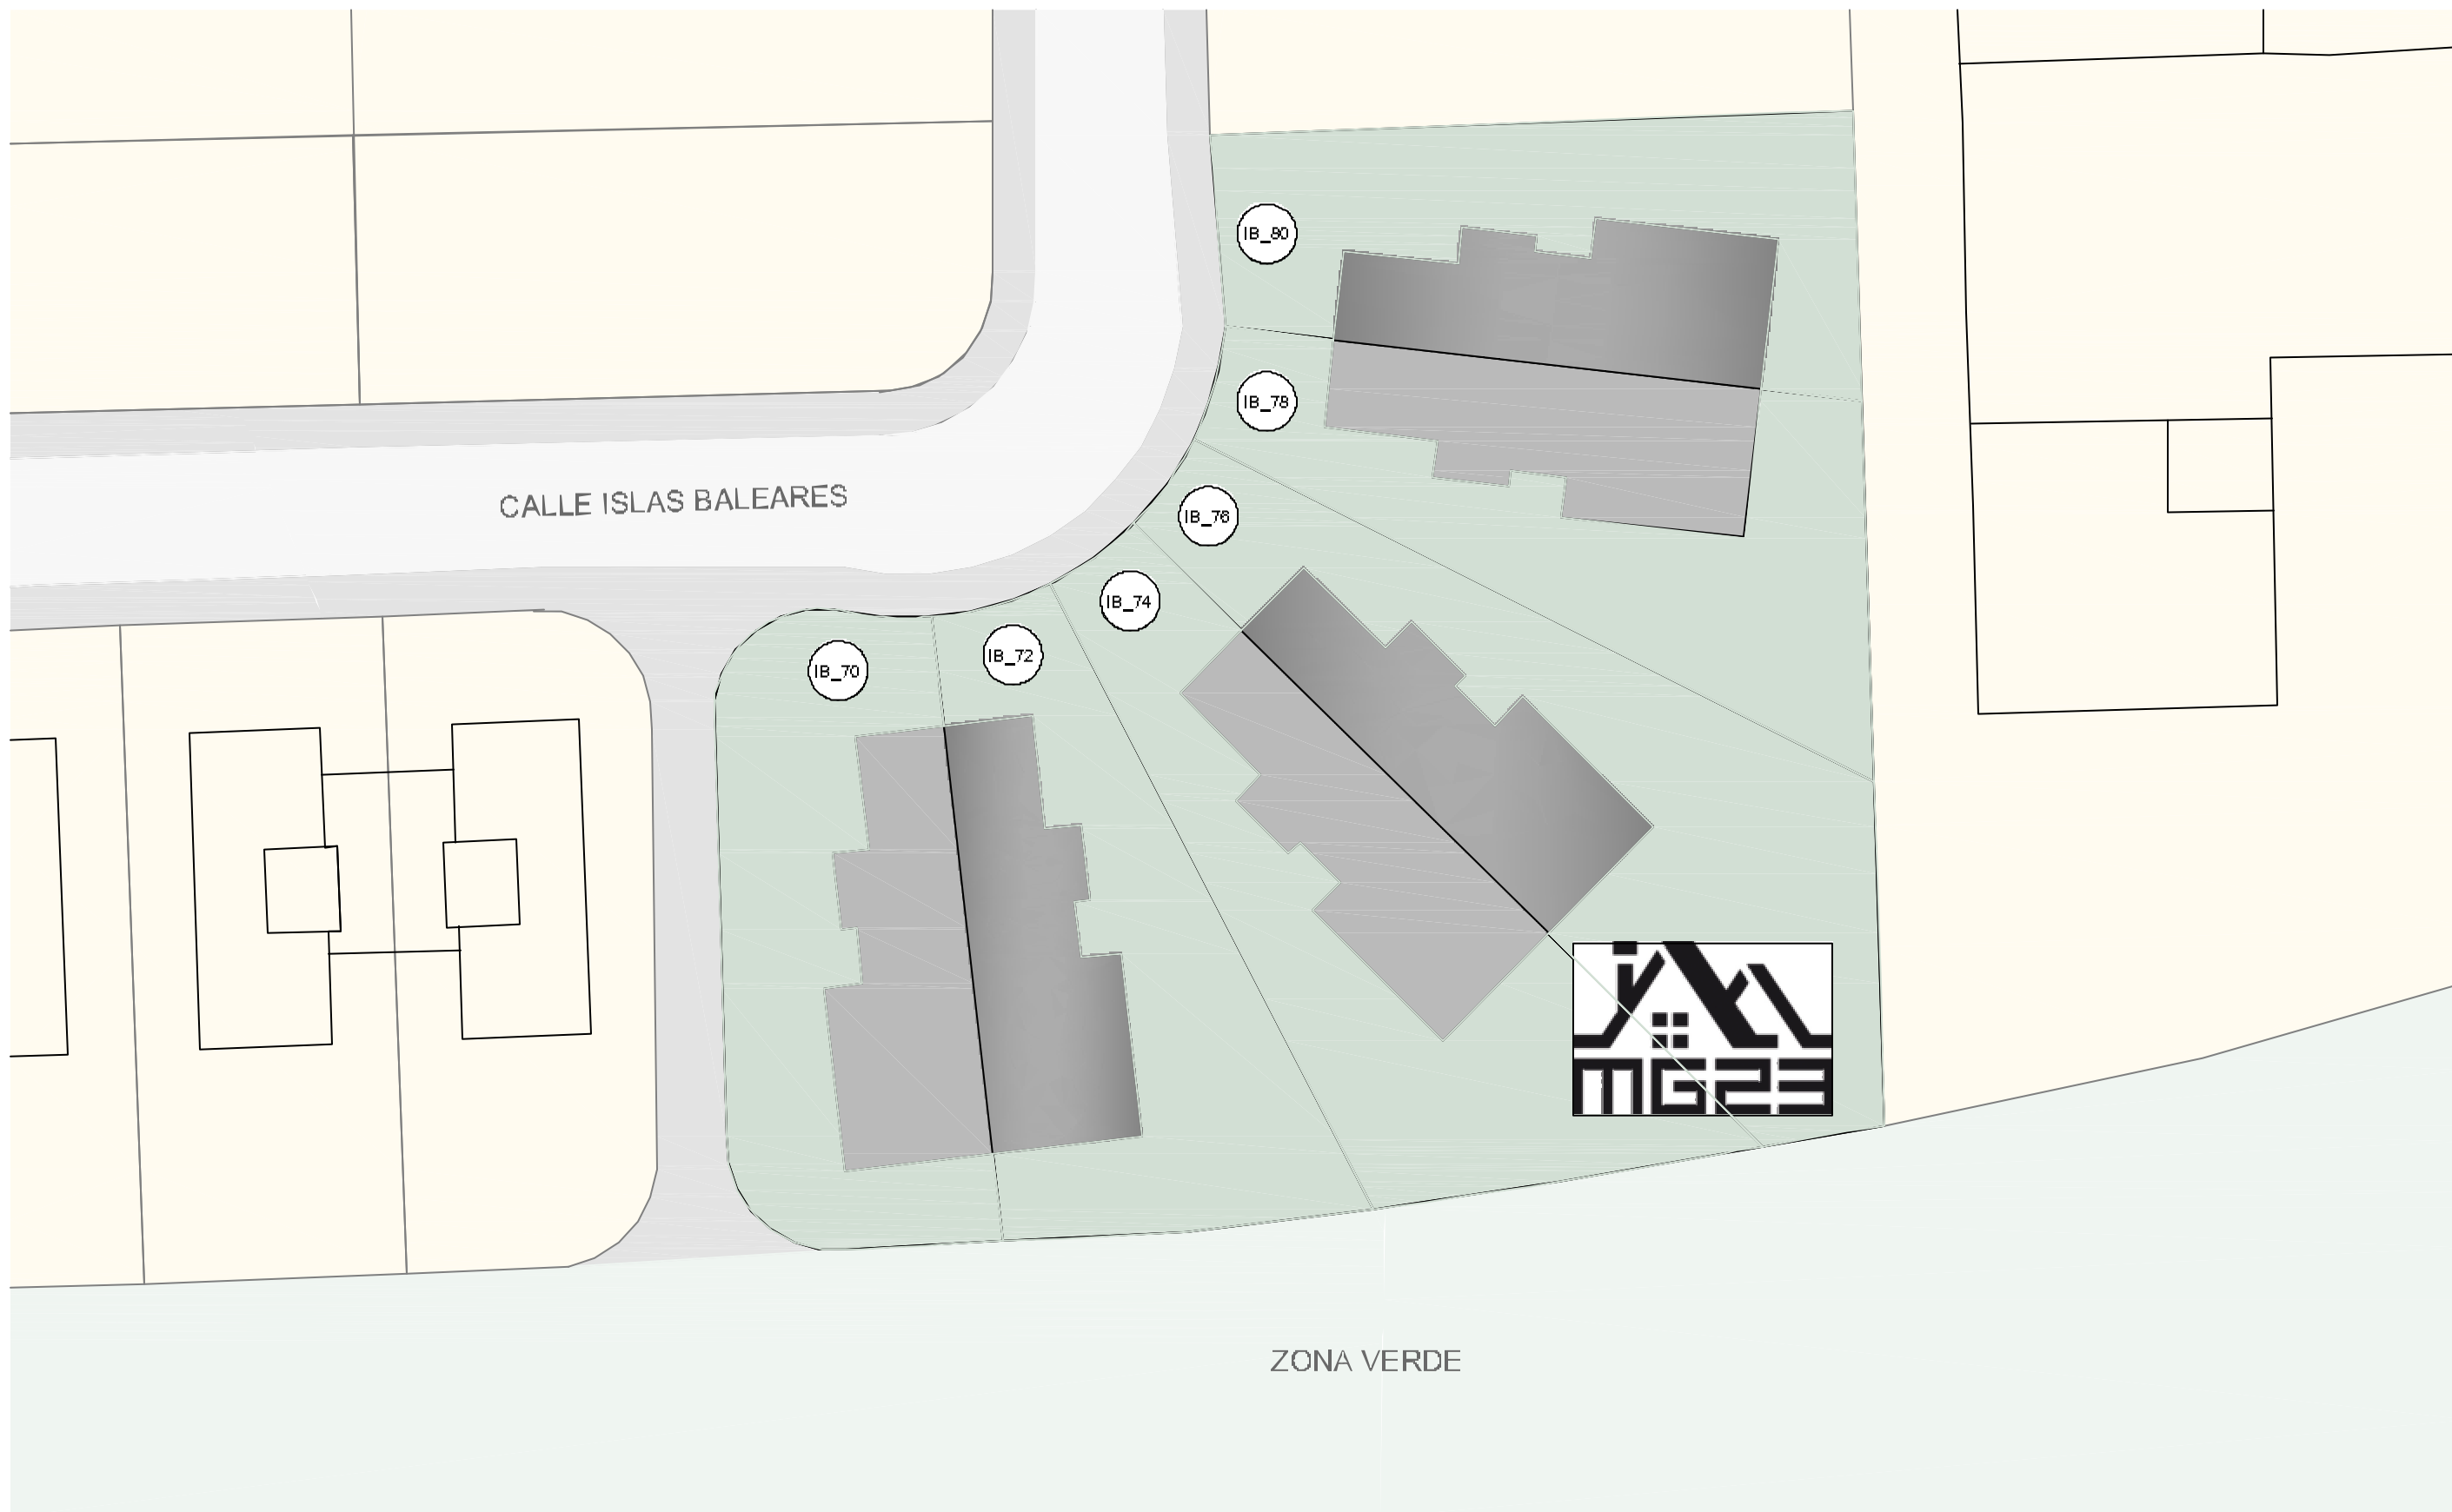 IB_80
IB_78
CALLE ISLAS BALEARES
IB_76
IB_74
IB_72
IB_70
MG23
ZONA VERDE